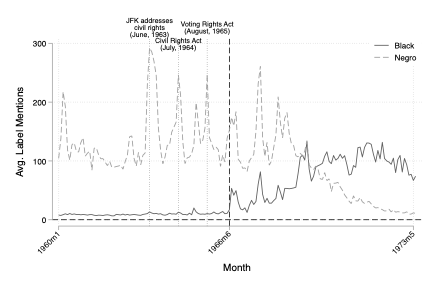 JFK addresses
civil rights
(June, 1963)
Voting Rights Act
(August, 1965)
Civil Rights Act
(July, 1964)
Black
Negro
300
200
100
0
Avg. Label Mentions
1960m1
1966m6
1973m5
Month